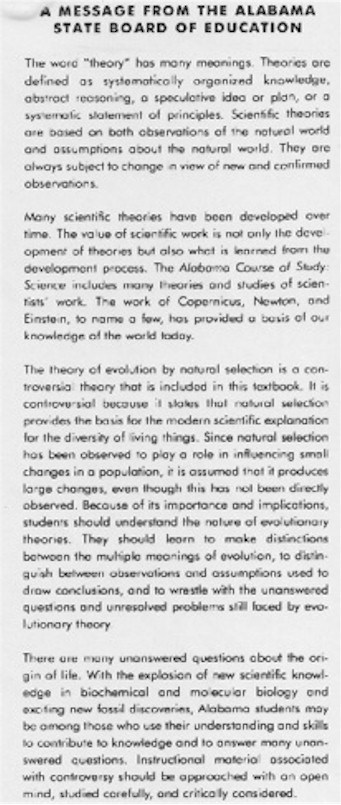 A MESSAGE FROM THE ALABAMA
STATE BOARD OF EDUCATION
The word "theory" has many meanings. Theories are
defined as systematically organized knowledge,
abstract reasoning, a speculative idea or plan, or a
systematic statement of principles. Scientific theories
are based on both observations of the natural world
and assumptions about the natural world. They are
always subject to change in view of new and confirmed
observations.
Many scientific theories have been developed over
time. The value of scientific work is not only the devel-
opment of theories but also what is learned from the
development process. The Alabama Course of Study:
Science includes many theories and studies of scien-
tists' work. The work of Copernicus, Newton, and
Einstein, to name a few, has provided a basis of our
knowledge of the world today.
The theory of evolution by natural selection is a con-
troversial theory that is included in this textbook. It is
controversial because it states that natural selection
provides the basis for the modern scientific explanation
for the diversity of living things. Since natural selection
has been observed to play a role in influencing small
changes in a population, it is assumed that it produces
large changes, even though this has not been directly
observed. Because of its importance and implications,
students should understand the nature of evolutionary
theories. They should learn to make distinctions
between the multiple meanings of evolution, to distin-
guish between observations and assumptions used to
draw conclusions, and to wrestle with the unanswered
questions and unresolved problems still faced by evo-
lutionary theory.
There are many unanswered questions about the ori-
gin of life. With the explosion of new scientific knowl-
edge in biochemical and molecular biology and
exciting new fossil discoveries, Alabama students may
be among those who use their understanding and skills
to contribute to knowledge and to answer many unan-
swered questions. Instructional material associated
with controversy should be approached with an open
mind, studied carefully, and critically considered.